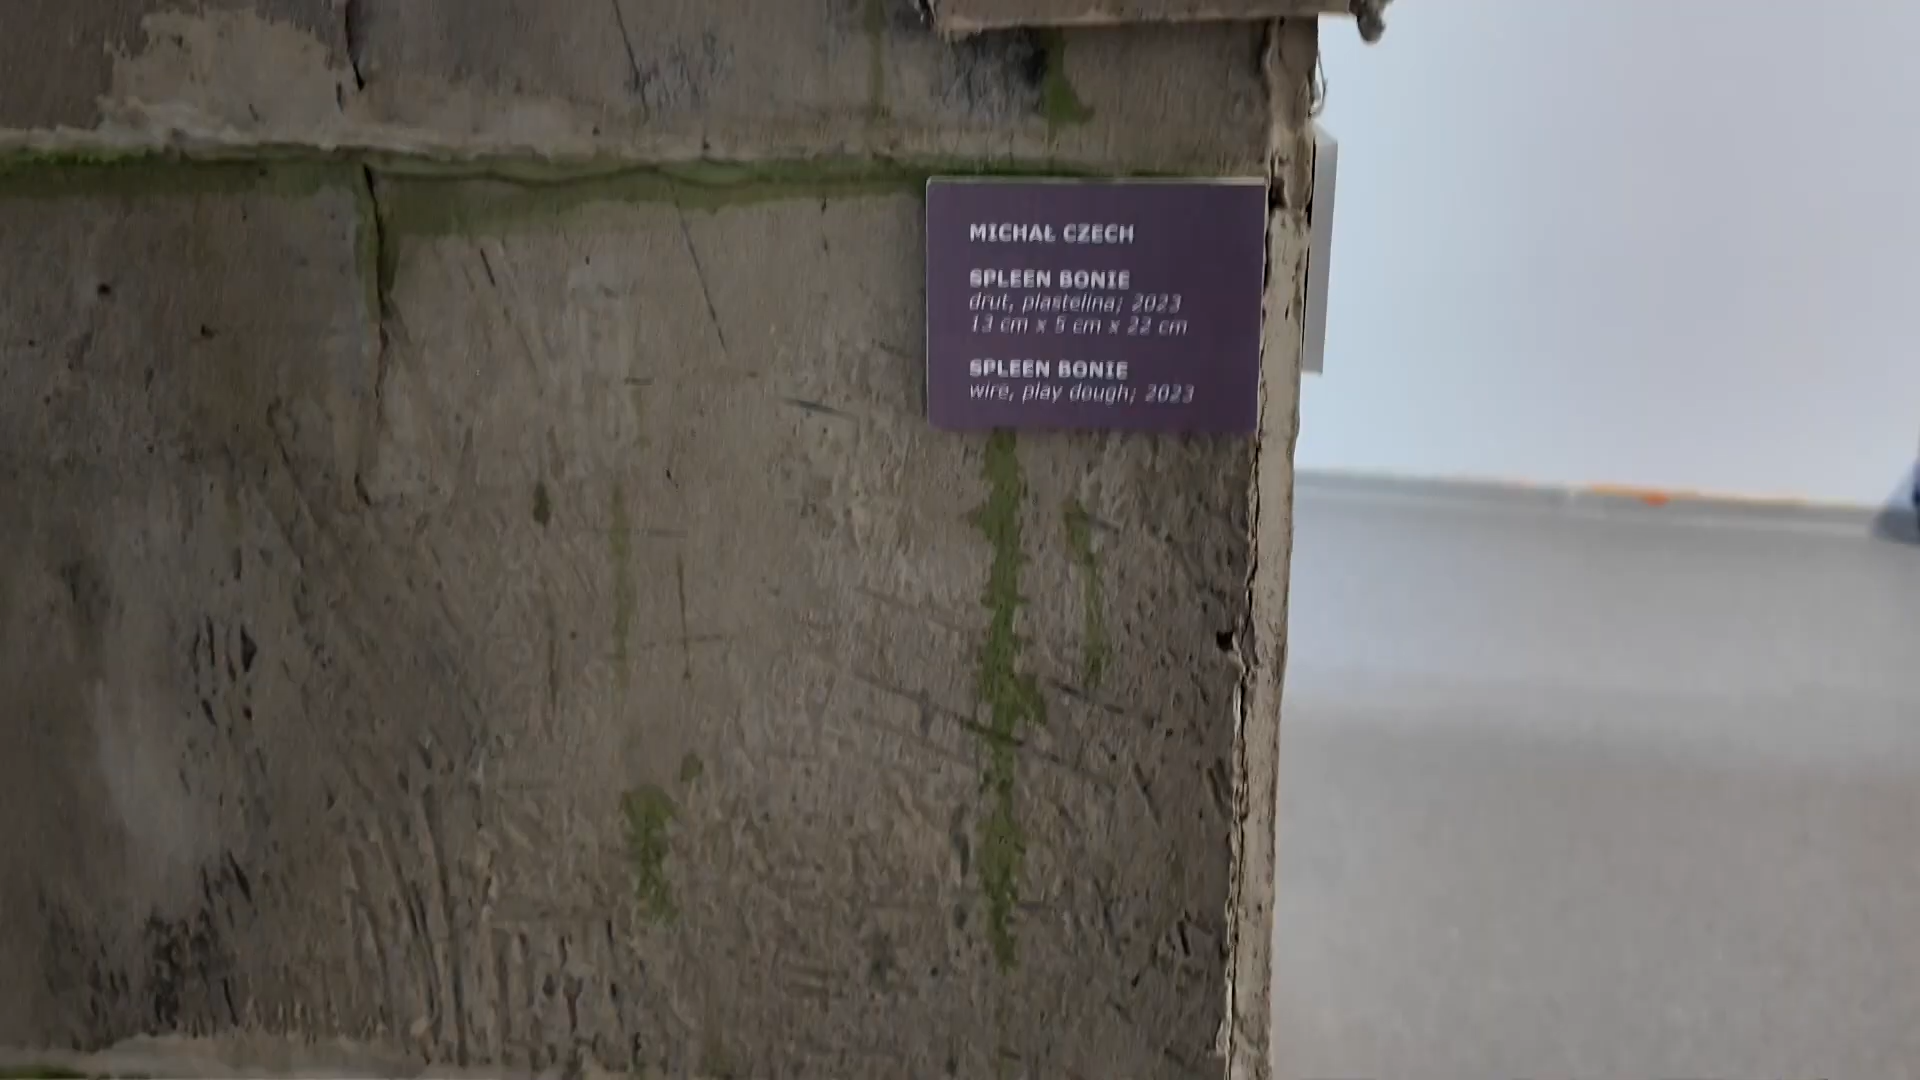 MICHAŁ CZECH
SPLEEN BONIE
drut, plastelina; 2023
13 cm x 5 cm x 22 cm
SPLEEN BONIE
wire, play dough; 2023